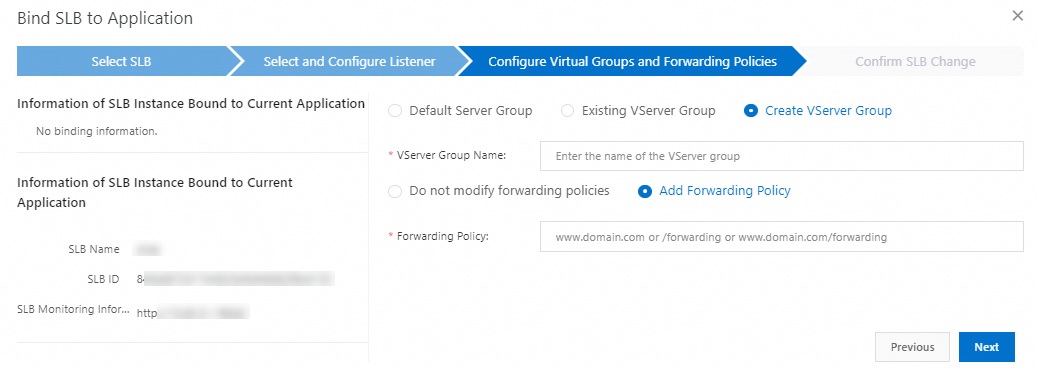 Bind SLB to Application
Select SLB
Select and Configure Listener
Configure Virtual Groups and Forwarding Policies
Confirm SLB Change
Information of SLB Instance Bound to Current Application
No binding information.
Information of SLB Instance Bound to Current
Application
SLB Name
SLB ID
SLB Monitoring Infor... http
Default Server Group
Existing VServer Group
Create VServer Group
* VServer Group Name:
Enter the name of the VServer group
Do not modify forwarding policies
Add Forwarding Policy
* Forwarding Policy:
www.domain.com or /forwarding or www.domain.com/forwarding
Previous
Next